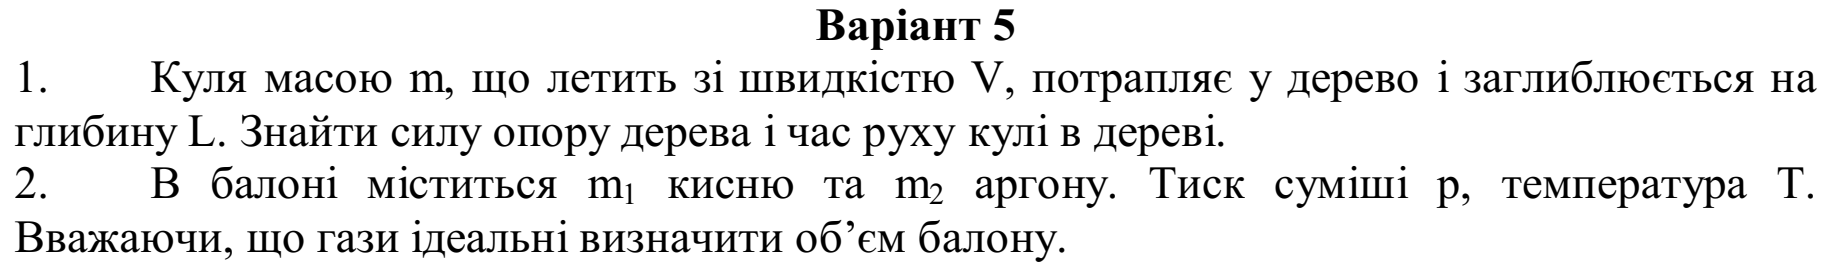 Варіант 5
1. Куля масою m, що летить зі швидкістю V, потрапляє у дерево і заглиблюється на
глибину L. Знайти силу опору дерева і час руху кулі в дереві.
2. В балоні міститься m₁ кисню та m₂ аргону. Тиск суміші p, температура T.
Вважаючи, що гази ідеальні визначити об’єм балону.